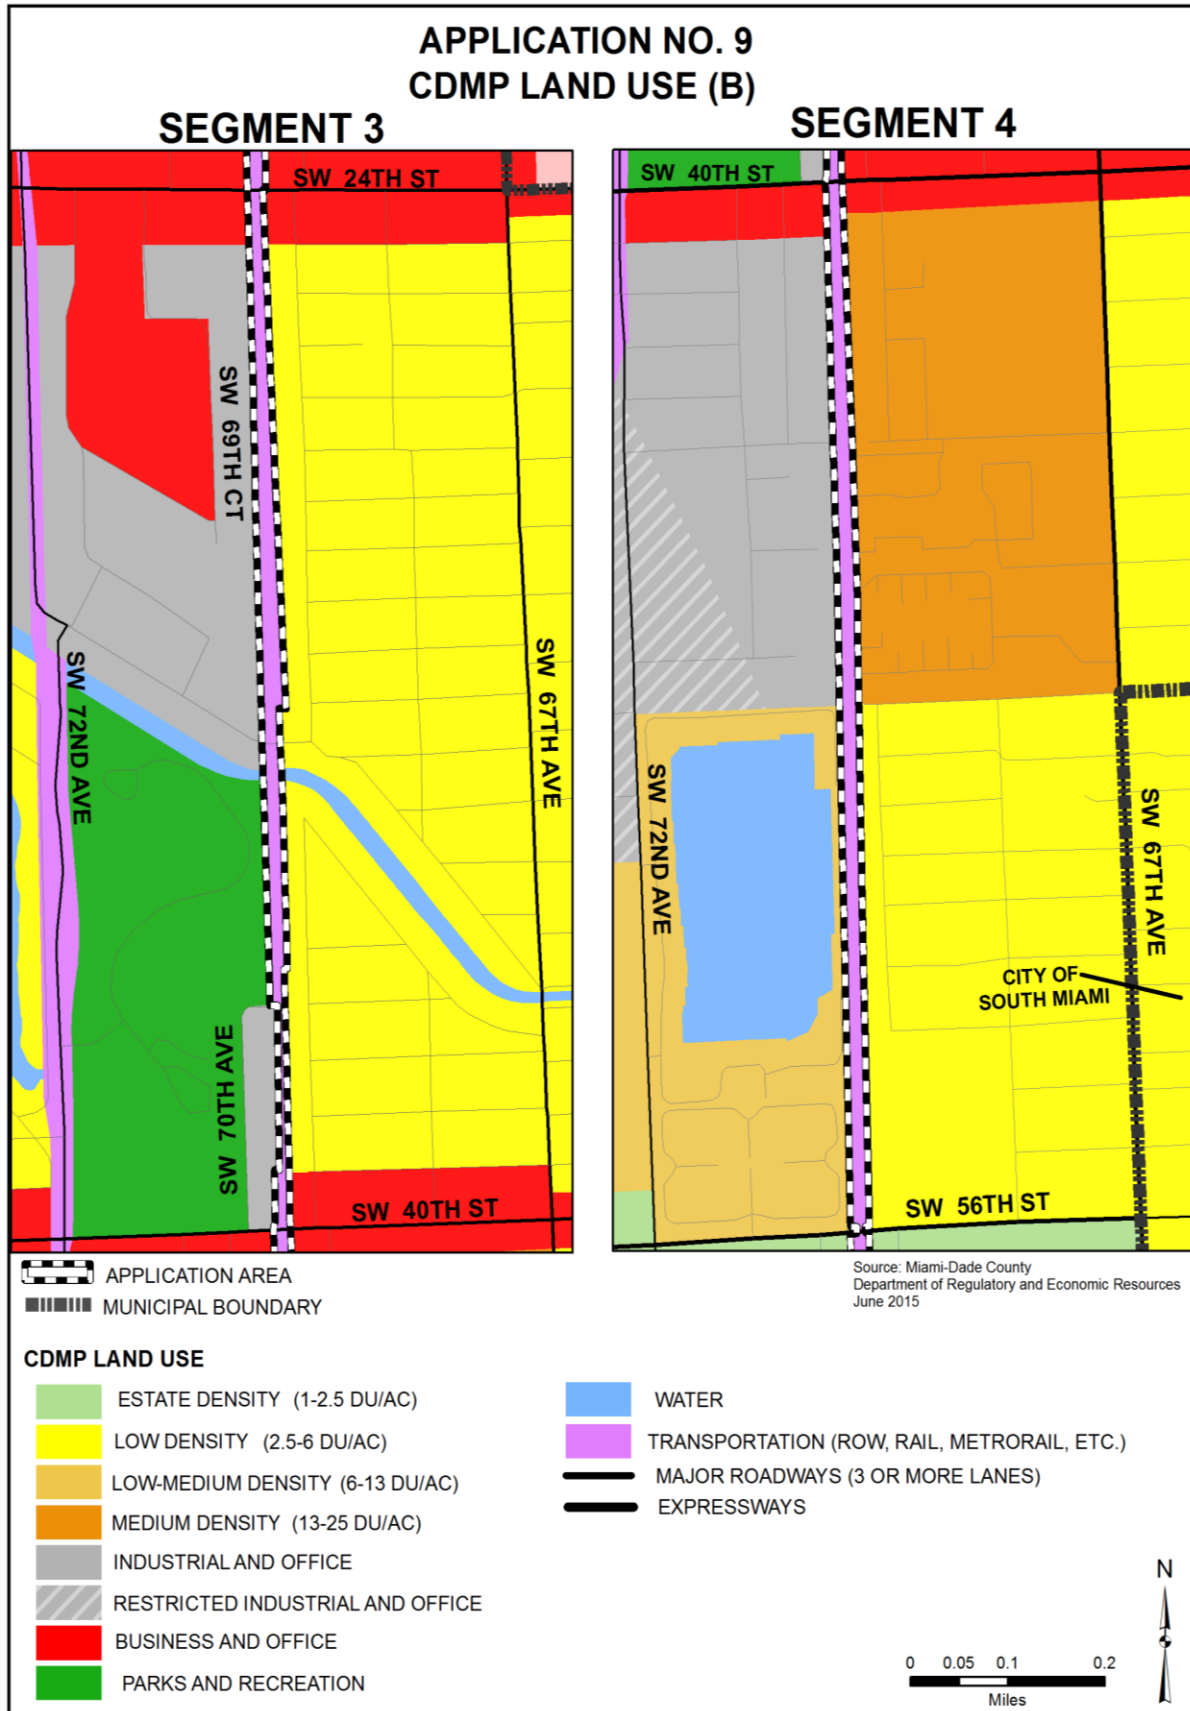 APPLICATION NO. 9
CDMP LAND USE (B)
SEGMENT 3
SEGMENT 4
SW 24TH ST
SW 69TH CT
SW 72ND AVE
SW 67TH AVE
SW 70TH AVE
SW 40TH ST
SW 40TH ST
SW 72ND AVE
SW 67TH AVE
CITY OF
SOUTH MIAMI
SW 56TH ST
APPLICATION AREA
MUNICIPAL BOUNDARY
Source: Miami-Dade County
Department of Regulatory and Economic Resources
June 2015
CDMP LAND USE
ESTATE DENSITY (1-2.5 DU/AC)
LOW DENSITY (2.5-6 DU/AC)
LOW-MEDIUM DENSITY (6-13 DU/AC)
MEDIUM DENSITY (13-25 DU/AC)
INDUSTRIAL AND OFFICE
RESTRICTED INDUSTRIAL AND OFFICE
BUSINESS AND OFFICE
PARKS AND RECREATION
WATER
TRANSPORTATION (ROW, RAIL, METRORAIL, ETC.)
MAJOR ROADWAYS (3 OR MORE LANES)
EXPRESSWAYS
N
0 0.05 0.1 0.2
Miles